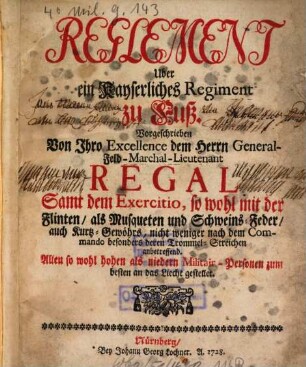 4° Mil. g. 143
REGLEMENT
Uber
ein Kayserliches Regiment
zu Fuß.
Vorgeschrieben
Von Ihro Excellence dem Herrn General-
Feld-Marchal-Lieutenant
REGAL
Samt dem Exercitio, so wohl mit der
Flinten/ als Musqueten und Schweins-Feder/
auch Kurtz-Gewöhrs, nicht weniger nach dem Com-
mando besonders deren Trommel-Streichen
anbetreffend.
Allen so wohl hohen als niedern Militair-Personen zum
besten an das Liecht gestellet.
Nürnberg/
Bey Johann Georg Lochner. A. 1728.